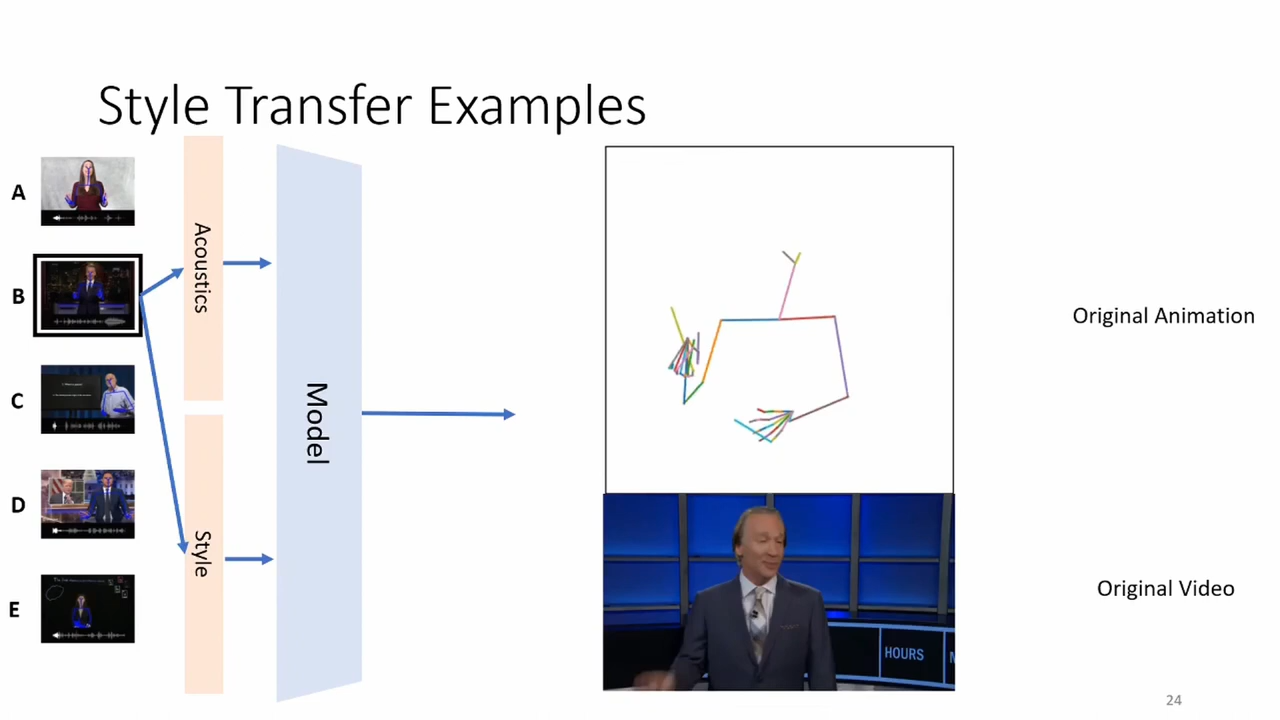 Style Transfer Examples
A
B
C
D
E
Acoustics
Style
Model
Original Animation
Original Video
HOURS
24